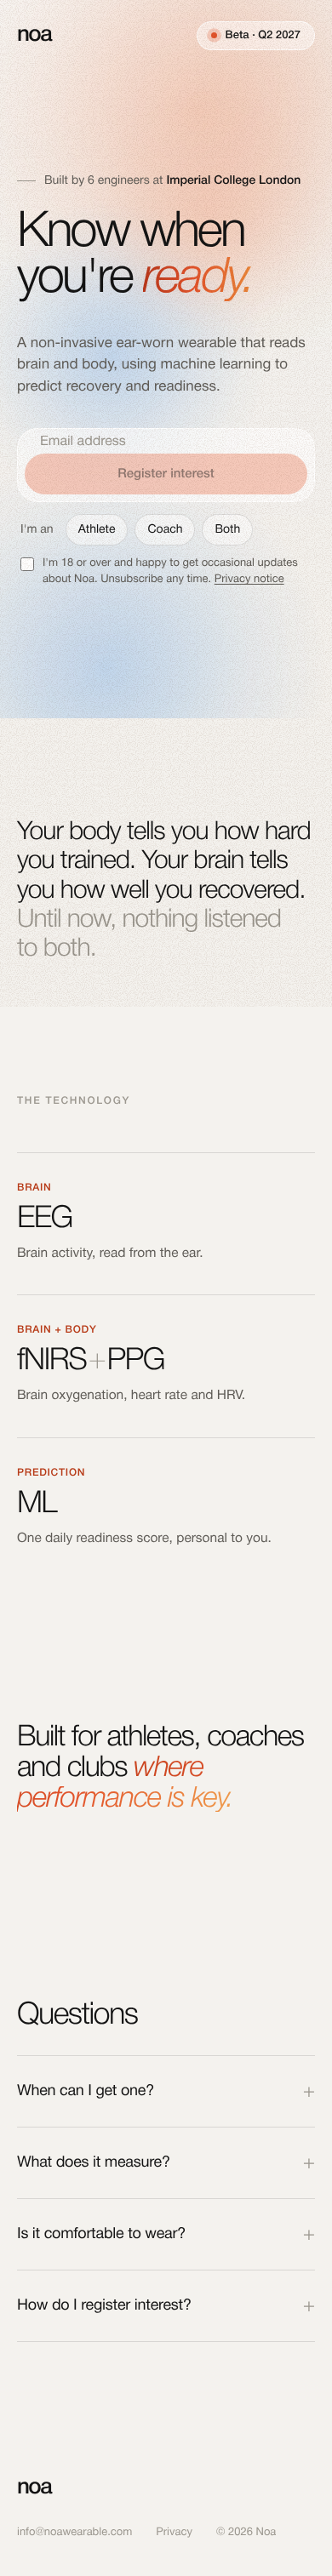 noa
Beta · Q2 2027
Built by 6 engineers at Imperial College London
Know when
you're ready.
A non-invasive ear-worn wearable that reads
brain and body, using machine learning to
predict recovery and readiness.
Email address
Register interest
I'm an
Athlete
Coach
Both
I'm 18 or over and happy to get occasional updates
about Noa. Unsubscribe any time. Privacy notice
Your body tells you how hard
you trained. Your brain tells
you how well you recovered.
Until now, nothing listened
to both.
THE TECHNOLOGY
BRAIN
EEG
Brain activity, read from the ear.
BRAIN + BODY
fNIRS+PPG
Brain oxygenation, heart rate and HRV.
PREDICTION
ML
One daily readiness score, personal to you.
Built for athletes, coaches
and clubs where
performance is key.
Questions
When can I get one?
What does it measure?
Is it comfortable to wear?
How do I register interest?
noa
info@noawearable.com
Privacy
© 2026 Noa